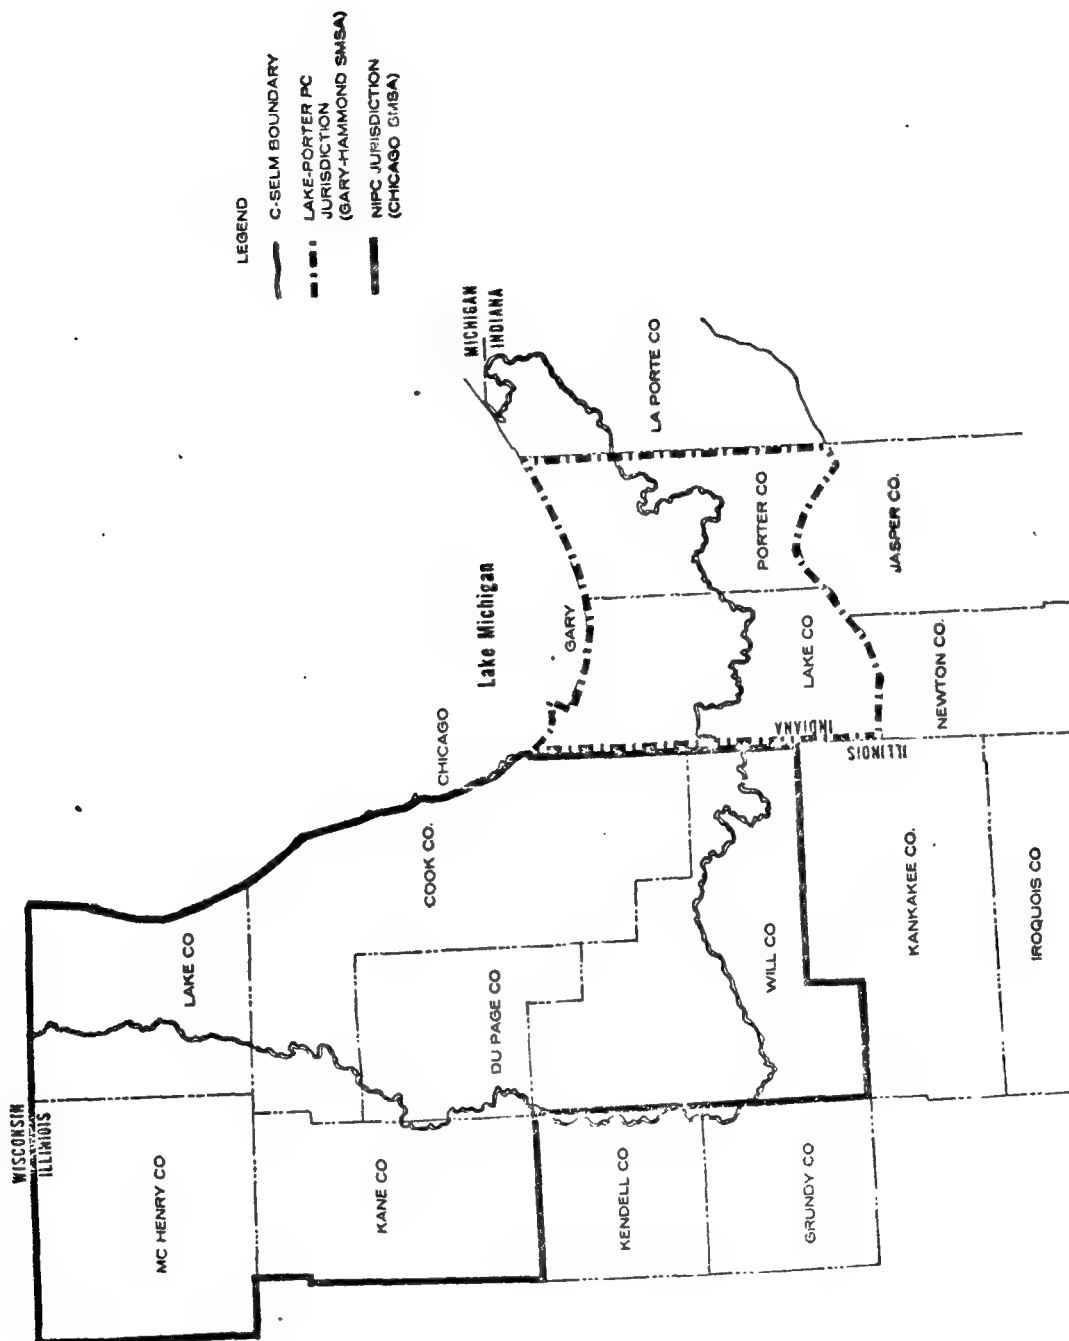 LEGEND
C-SELM BOUNDARY
LAKE-PORTER PC
JURISDICTION
(GARY-HAMMOND SMSA)
NIPC JURISDICTION
(CHICAGO SMSA)
WISCONSIN
ILLINIOIS
MC HENRY CO
LAKE CO
KANE CO
DU PAGE CO
COOK CO.
CHICAGO
Lake Michigan
MICHIGAN
INDIANA
GARY
KENDELL CO
GRUNDY CO
WILL CO
INDIANA
ILLINOIS
LAKE CO
PORTER CO
LA PORTE CO
KANKAKEE CO.
IROQUOIS CO
NEWTON CO.
JASPER CO.